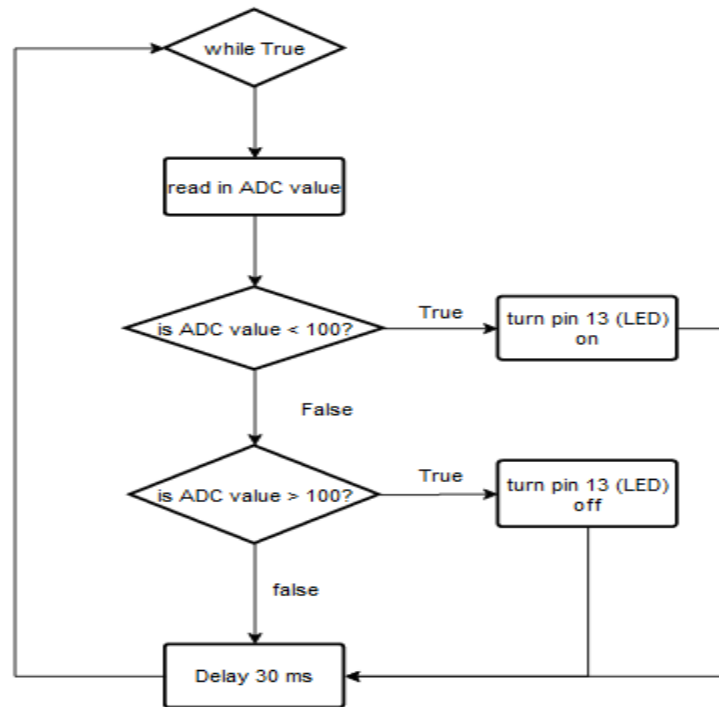 while True
read in ADC value
is ADC value < 100?
True
turn pin 13 (LED)
on
False
is ADC value > 100?
True
turn pin 13 (LED)
off
false
Delay 30 ms